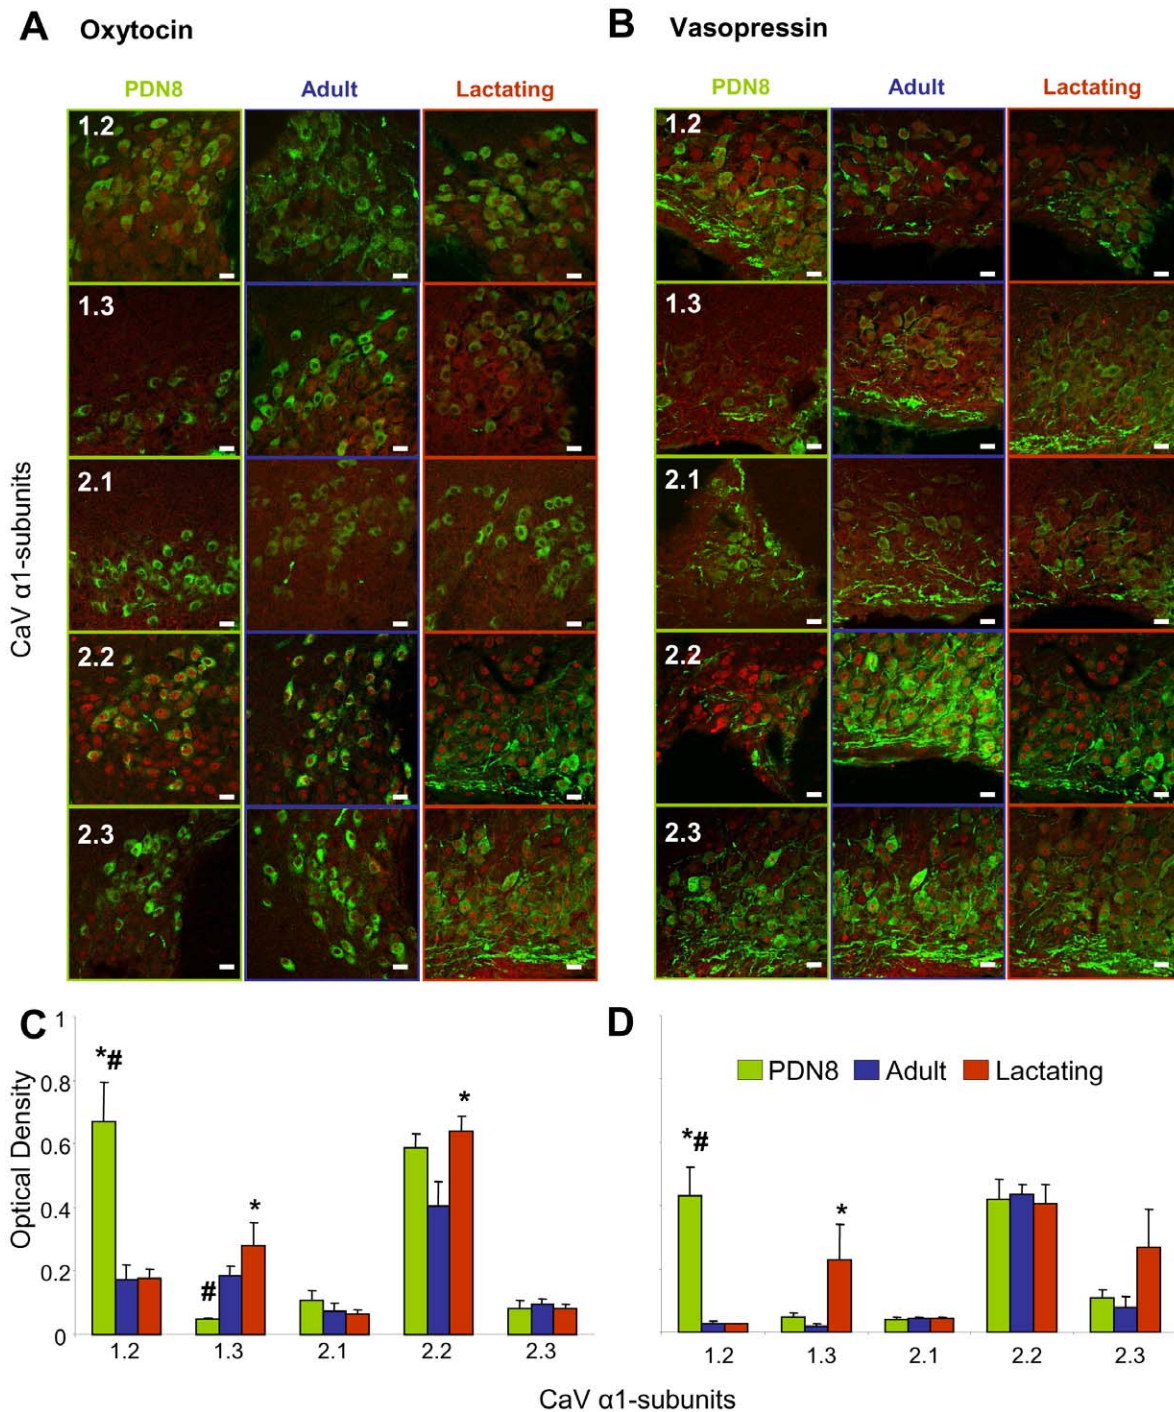 A Oxytocin
PDN8 Adult Lactating
CaV α1-subunits
1.2
1.3
2.1
2.2
2.3
B Vasopressin
PDN8 Adult Lactating
1.2
1.3
2.1
2.2
2.3
C
Optical Density
1
0.8
0.6
0.4
0.2
0
*#
#
*
*
1.2 1.3 2.1 2.2 2.3
D
PDN8 Adult Lactating
*#
*
1.2 1.3 2.1 2.2 2.3
CaV α1-subunits